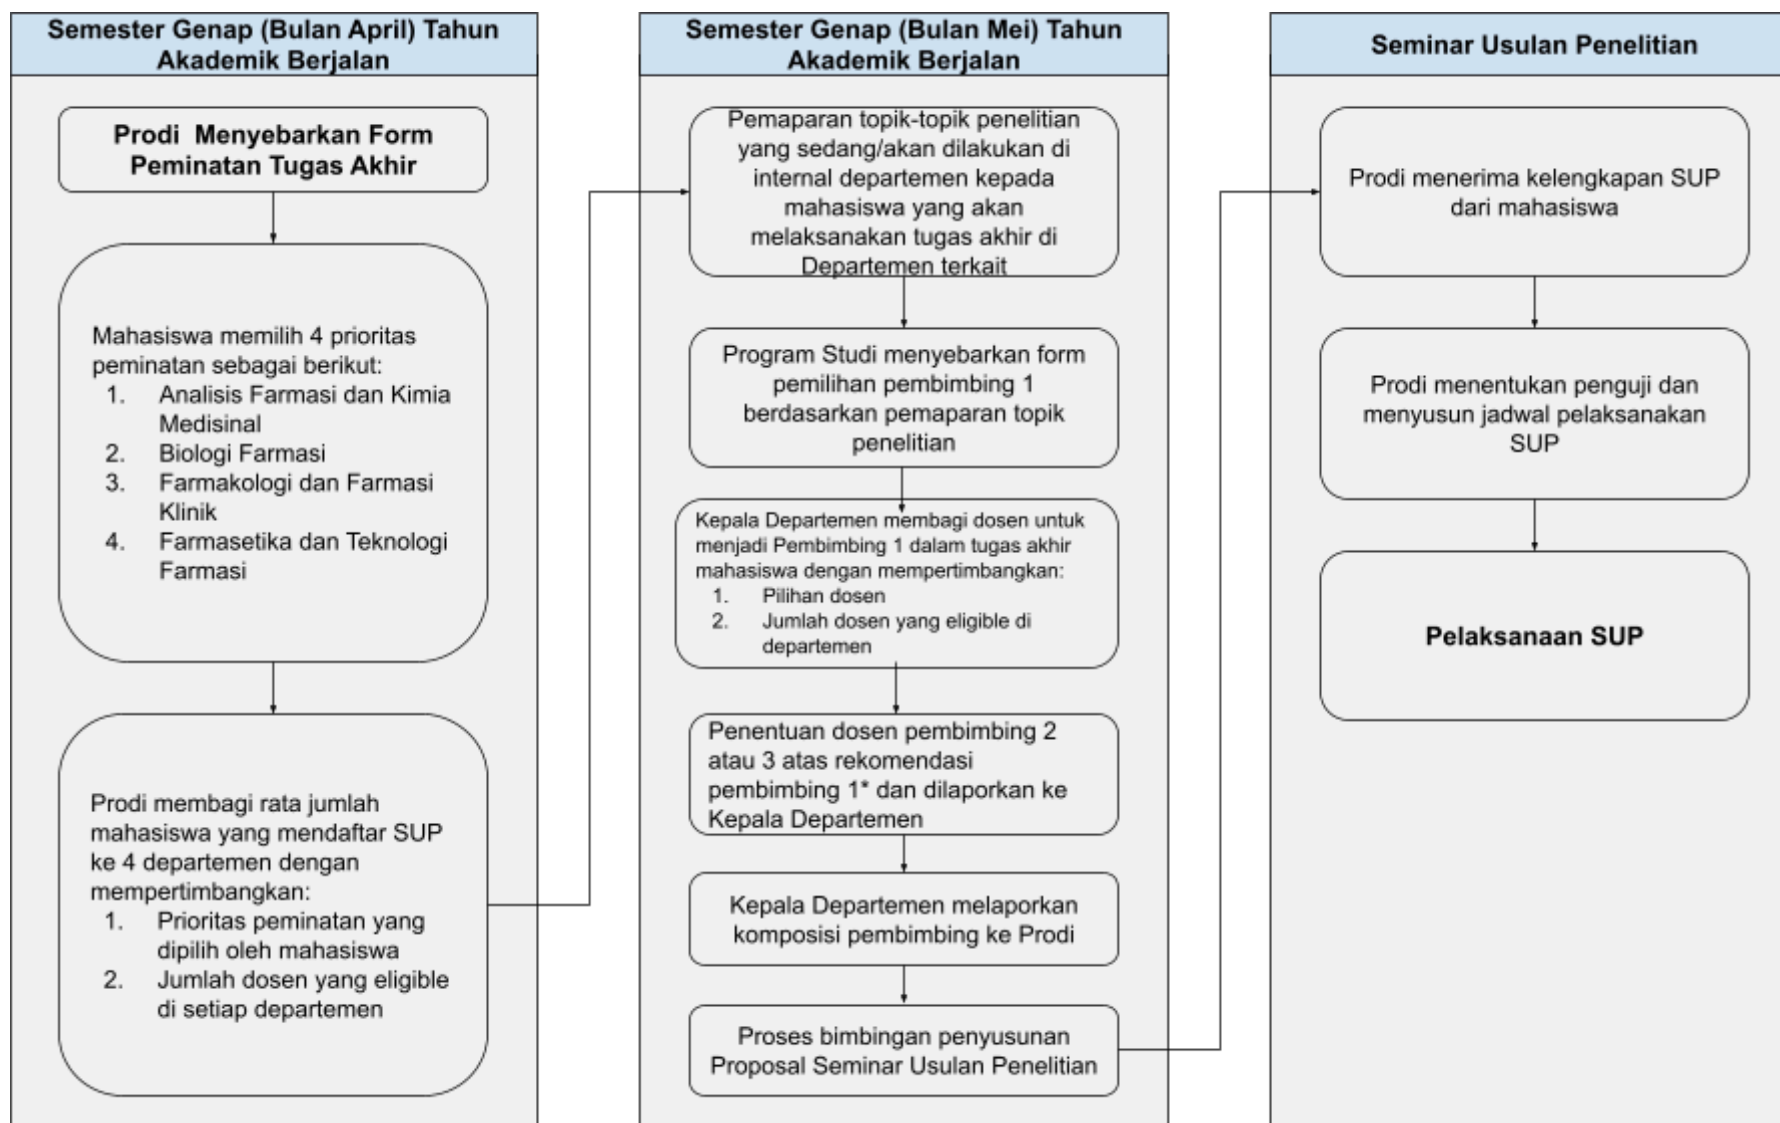 Semester Genap (Bulan April) Tahun
Akademik Berjalan
Prodi Menyebarkan Form
Peminatan Tugas Akhir
Mahasiswa memilih 4 prioritas
peminatan sebagai berikut:
1. Analisis Farmasi dan Kimia
Medisinal
2. Biologi Farmasi
3. Farmakologi dan Farmasi
Klinik
4. Farmasetika dan Teknologi
Farmasi
Prodi membagi rata jumlah
mahasiswa yang mendaftar SUP
ke 4 departemen dengan
mempertimbangkan:
1. Prioritas peminatan yang
dipilih oleh mahasiswa
2. Jumlah dosen yang eligible
di setiap departemen
Semester Genap (Bulan Mei) Tahun
Akademik Berjalan
Pemaparan topik-topik penelitian
yang sedang/akan dilakukan di
internal departemen kepada
mahasiswa yang akan
melaksanakan tugas akhir di
Departemen terkait
Program Studi menyebarkan form
pemilihan pembimbing 1
berdasarkan pemaparan topik
penelitian
Kepala Departemen membagi dosen untuk
menjadi Pembimbing 1 dalam tugas akhir
mahasiswa dengan mempertimbangkan:
1. Pilihan dosen
2. Jumlah dosen yang eligible di
departemen
Penentuan dosen pembimbing 2
atau 3 atas rekomendasi
pembimbing 1* dan dilaporkan ke
Kepala Departemen
Kepala Departemen melaporkan
komposisi pembimbing ke Prodi
Proses bimbingan penyusunan
Proposal Seminar Usulan Penelitian
Seminar Usulan Penelitian
Prodi menerima kelengkapan SUP
dari mahasiswa
Prodi menentukan penguji dan
menyusun jadwal pelaksanakan
SUP
Pelaksanaan SUP